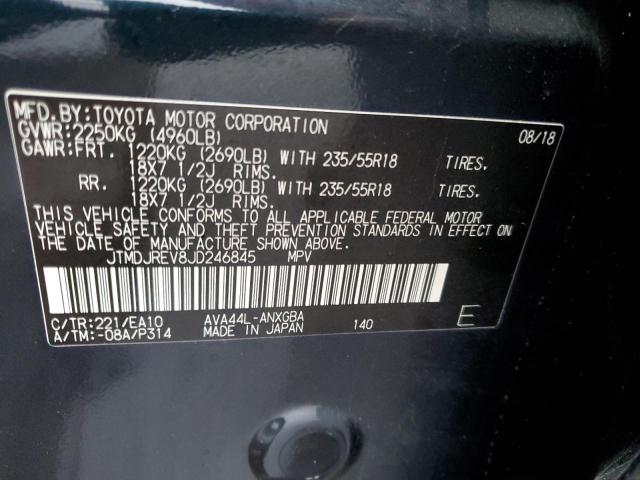 MFD.BY:TOYOTA MOTOR CORPORATION 08/18
GVWR:2250KG (4960LB)
GAWR:FRT. 1220KG (2690LB) WITH 235/55R18 TIRES.
18X7 1/2J RIMS.
RR. 1220KG (2690LB) WITH 235/55R18 TIRES.
18X7 1/2J RIMS.
THIS VEHICLE CONFORMS TO ALL APPLICABLE FEDERAL MOTOR
VEHICLE SAFETY AND THEFT PREVENTION STANDARDS IN EFFECT ON
THE DATE OF MANUFACTURE SHOWN ABOVE.
JTMDJREV8JD246845 MPV
C/TR:221/EA10 AVA44L-ANXGBA
A/TM:-08A/P314 MADE IN JAPAN 140 E